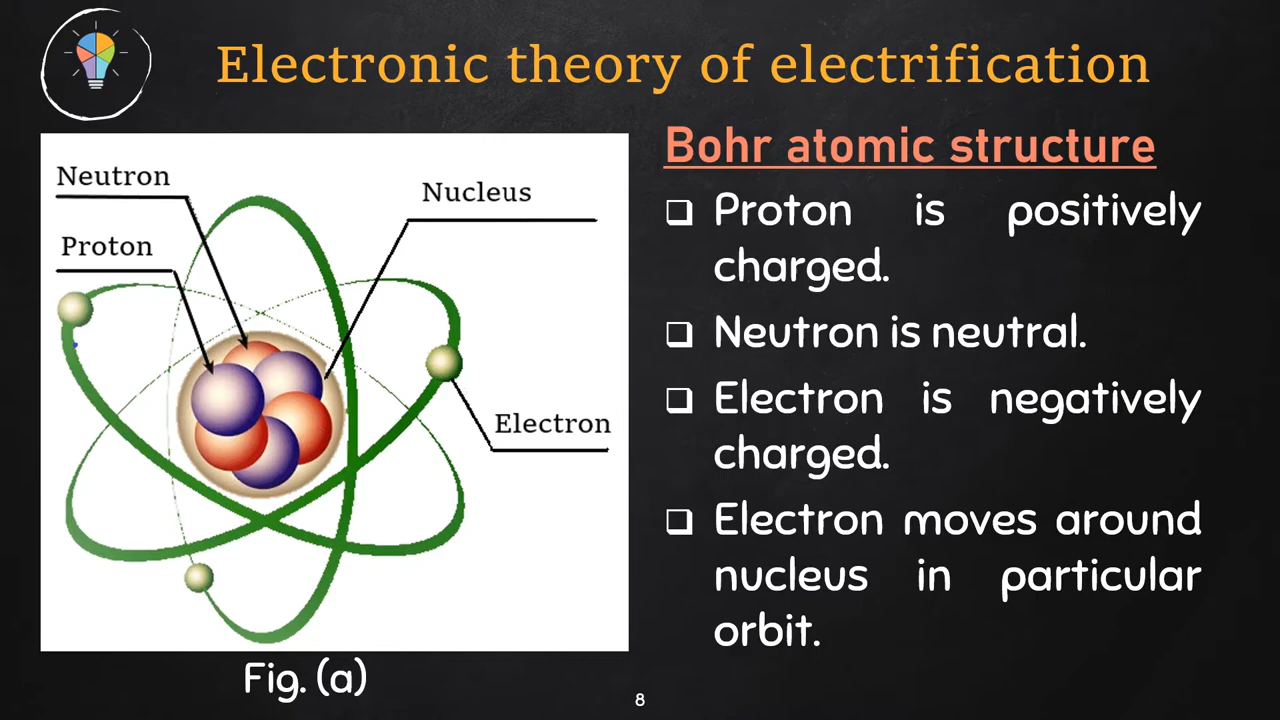 Electronic theory of electrification
Neutron
Nucleus
Proton
Electron
Fig. (a)
Bohr atomic structure
❑ Proton is positively
charged.
❑ Neutron is neutral.
❑ Electron is negatively
charged.
❑ Electron moves around
nucleus in particular
orbit.
8